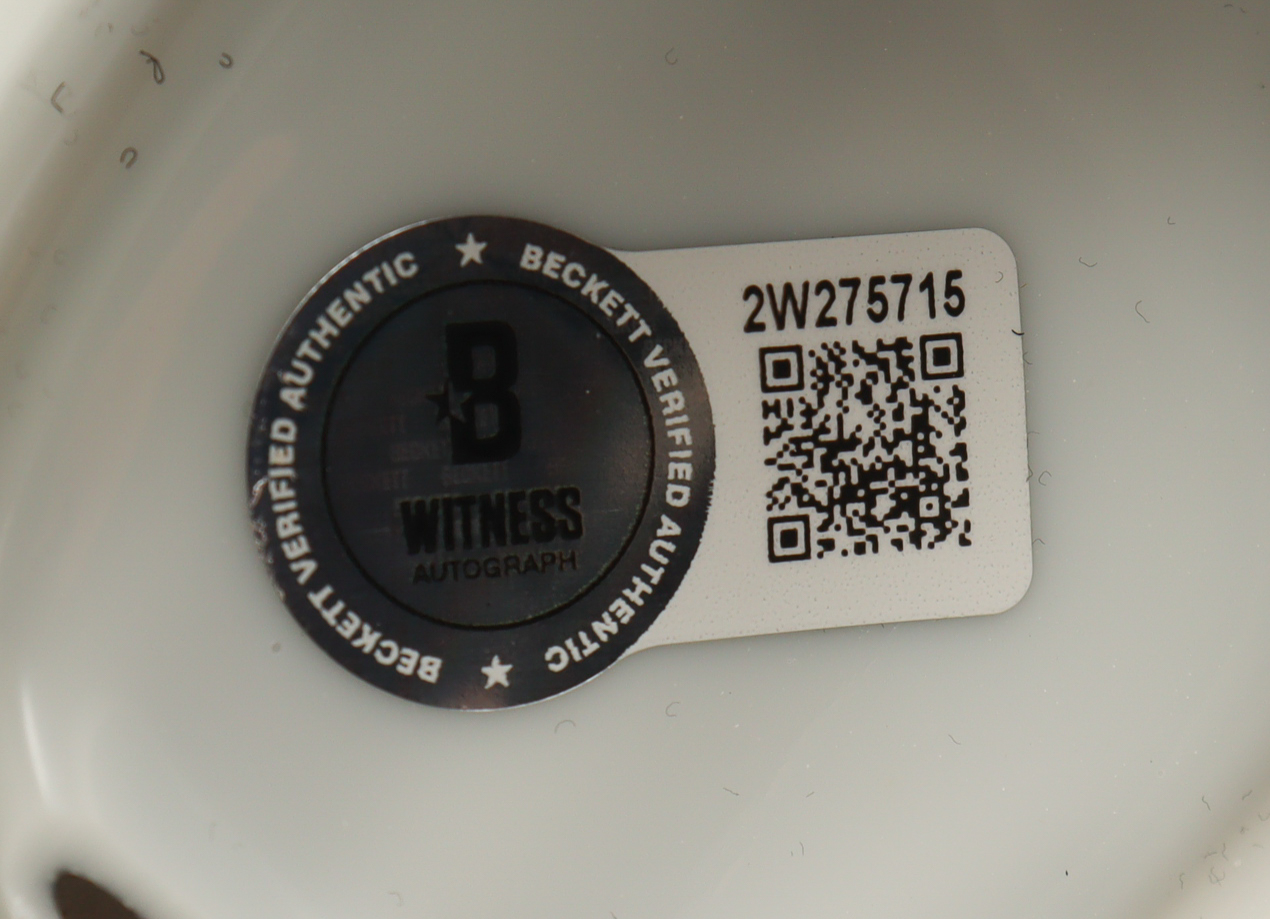 BECKETT VERIFIED AUTHENTIC
BECKETT VERIFIED AUTHENTIC
B
WITNESS
AUTOGRAPH
2W275715